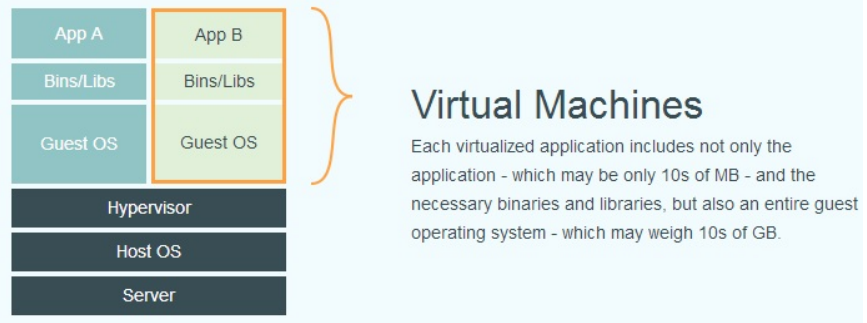 App A
App B
Bins/Libs
Bins/Libs
Guest OS
Guest OS
Hypervisor
Host OS
Server
Virtual Machines
Each virtualized application includes not only the
application - which may be only 10s of MB - and the
necessary binaries and libraries, but also an entire guest
operating system - which may weigh 10s of GB.